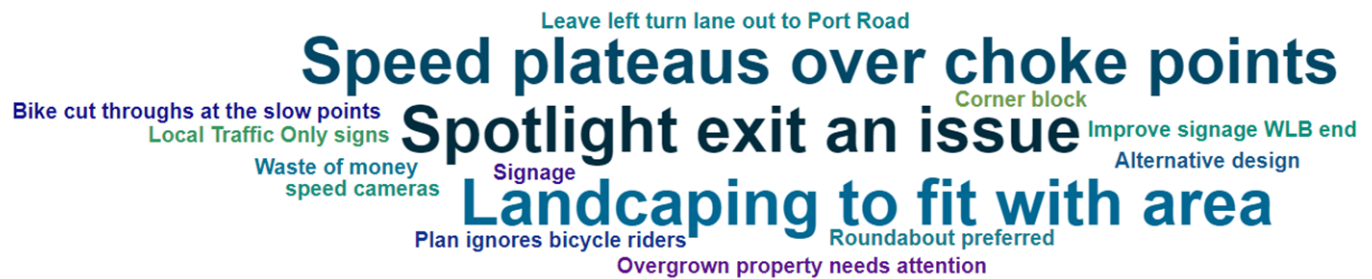 Leave left turn lane out to Port Road
Speed plateaus over choke points
Corner block
Bike cut throughs at the slow points
Spotlight exit an issue
Improve signage WLB end
Local Traffic Only signs
Alternative design
Waste of money
Signage
speed cameras
Landcaping to fit with area
Plan ignores bicycle riders
Roundabout preferred
Overgrown property needs attention